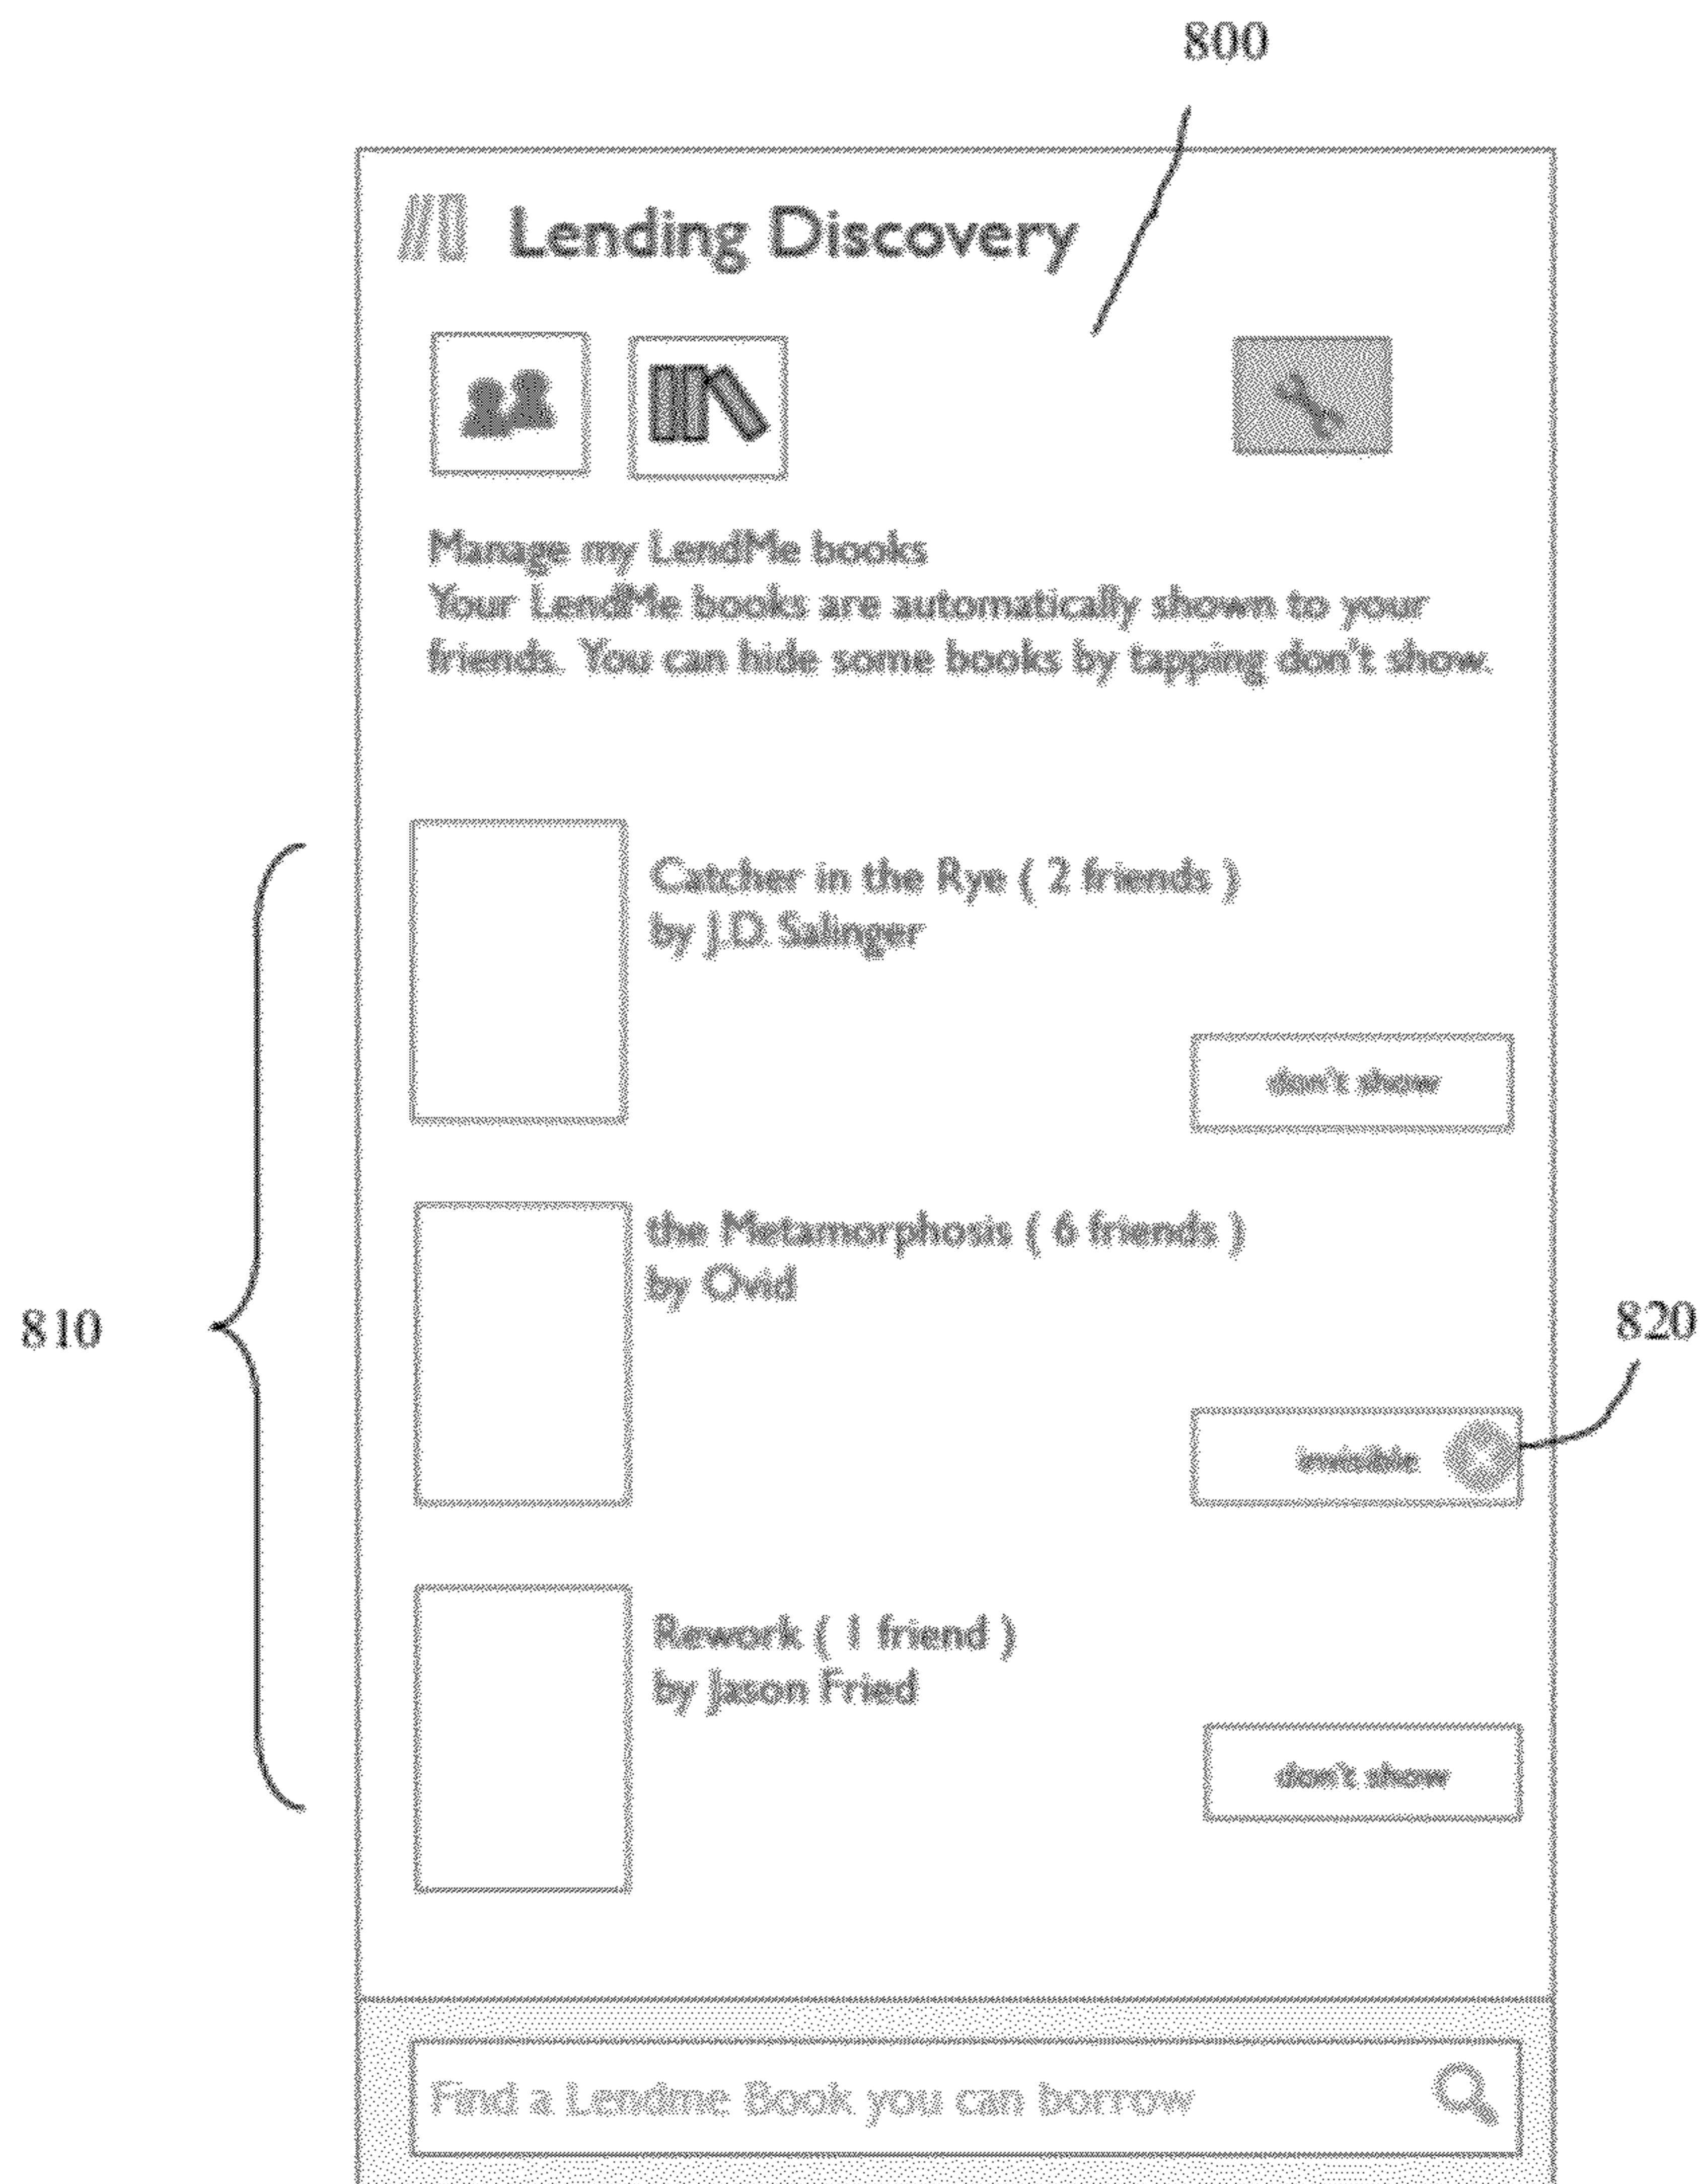 800
Lending Discovery
Manage my LendMe books
Your LendMe books are automatically shown to your
friends. You can hide some books by tapping don't show.
Catcher in the Rye ( 2 friends )
by J.D. Salinger
don't show
the Metamorphosis ( 6 friends )
by Ovid
810
820
invisible
Rework ( 1 friend )
by Jason Fried
don't show
Find a Lendme Book you can borrow